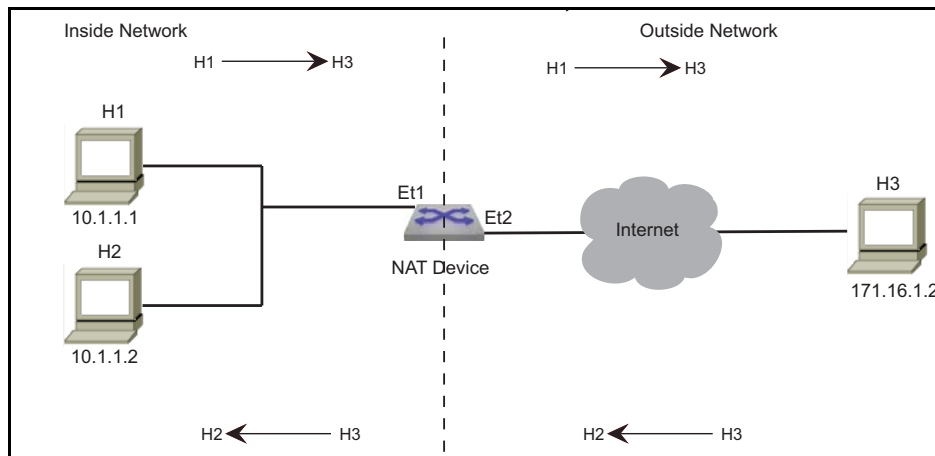 Inside Network
Outside Network
H1 H3
H1 H3
H1
10.1.1.1
H2
10.1.1.2
Et1
Et2
NAT Device
Internet
H3
171.16.1.2
H2 H3
H2 H3